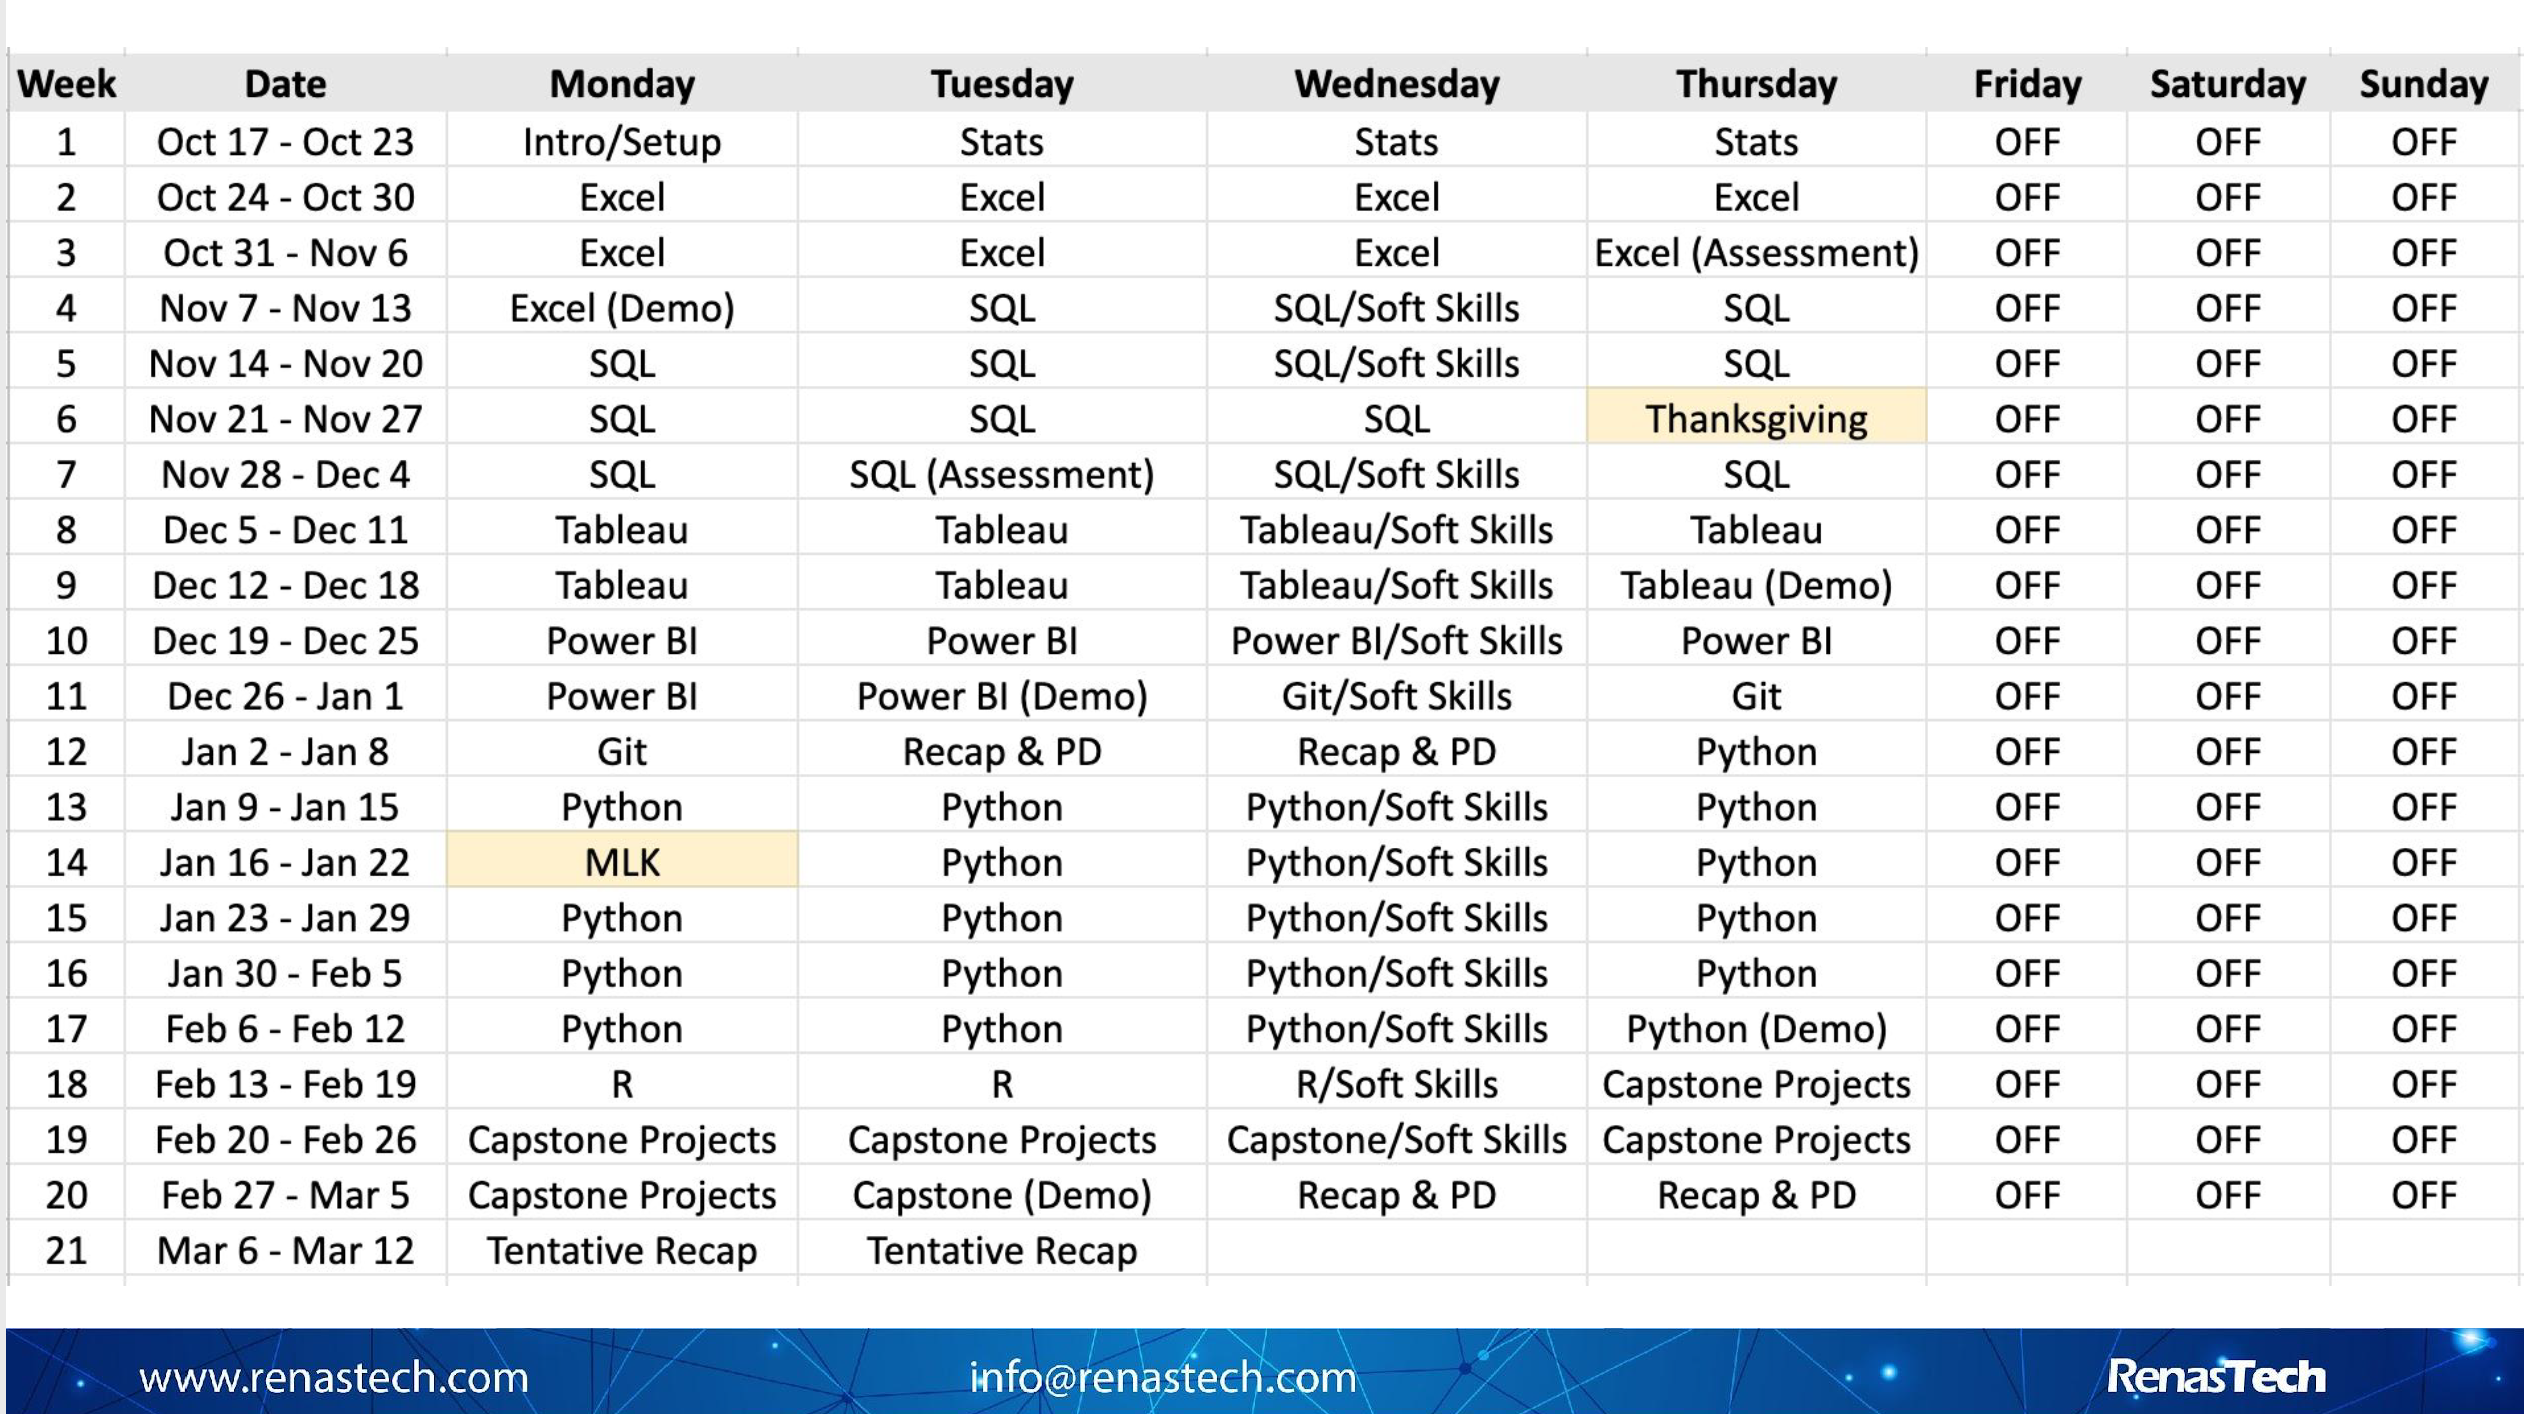 Week Date Monday Tuesday Wednesday Thursday Friday Saturday Sunday
1 Oct 17 - Oct 23 Intro/Setup Stats Stats Stats OFF OFF OFF
2 Oct 24 - Oct 30 Excel Excel Excel Excel OFF OFF OFF
3 Oct 31 - Nov 6 Excel Excel Excel Excel (Assessment) OFF OFF OFF
4 Nov 7 - Nov 13 Excel (Demo) SQL SQL/Soft Skills SQL OFF OFF OFF
5 Nov 14 - Nov 20 SQL SQL SQL/Soft Skills SQL OFF OFF OFF
6 Nov 21 - Nov 27 SQL SQL SQL Thanksgiving OFF OFF OFF
7 Nov 28 - Dec 4 SQL SQL (Assessment) SQL/Soft Skills SQL OFF OFF OFF
8 Dec 5 - Dec 11 Tableau Tableau Tableau/Soft Skills Tableau OFF OFF OFF
9 Dec 12 - Dec 18 Tableau Tableau Tableau/Soft Skills Tableau (Demo) OFF OFF OFF
10 Dec 19 - Dec 25 Power BI Power BI Power BI/Soft Skills Power BI OFF OFF OFF
11 Dec 26 - Jan 1 Power BI Power BI (Demo) Git/Soft Skills Git OFF OFF OFF
12 Jan 2 - Jan 8 Git Recap & PD Recap & PD Python OFF OFF OFF
13 Jan 9 - Jan 15 Python Python Python/Soft Skills Python OFF OFF OFF
14 Jan 16 - Jan 22 MLK Python Python/Soft Skills Python OFF OFF OFF
15 Jan 23 - Jan 29 Python Python Python/Soft Skills Python OFF OFF OFF
16 Jan 30 - Feb 5 Python Python Python/Soft Skills Python OFF OFF OFF
17 Feb 6 - Feb 12 Python Python Python/Soft Skills Python (Demo) OFF OFF OFF
18 Feb 13 - Feb 19 R R R/Soft Skills Capstone Projects OFF OFF OFF
19 Feb 20 - Feb 26 Capstone Projects Capstone Projects Capstone/Soft Skills Capstone Projects OFF OFF OFF
20 Feb 27 - Mar 5 Capstone Projects Capstone (Demo) Recap & PD Recap & PD OFF OFF OFF
21 Mar 6 - Mar 12 Tentative Recap Tentative Recap
www.renastech.com info@renastech.com RenasTech